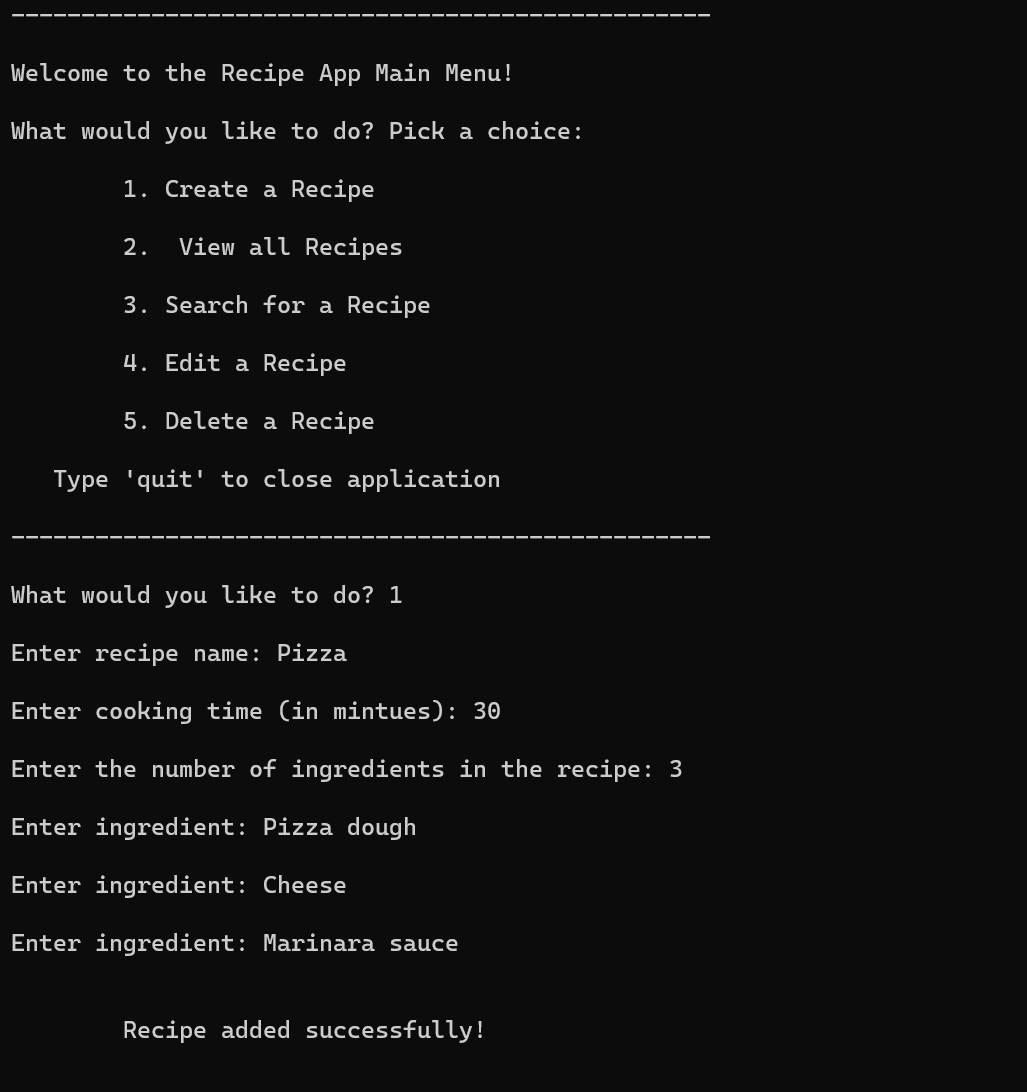 --------------------------------------------------
Welcome to the Recipe App Main Menu!
What would you like to do? Pick a choice:
1. Create a Recipe
2.  View all Recipes
3. Search for a Recipe
4. Edit a Recipe
5. Delete a Recipe
Type 'quit' to close application
--------------------------------------------------
What would you like to do? 1
Enter recipe name: Pizza
Enter cooking time (in mintues): 30
Enter the number of ingredients in the recipe: 3
Enter ingredient: Pizza dough
Enter ingredient: Cheese
Enter ingredient: Marinara sauce
Recipe added successfully!